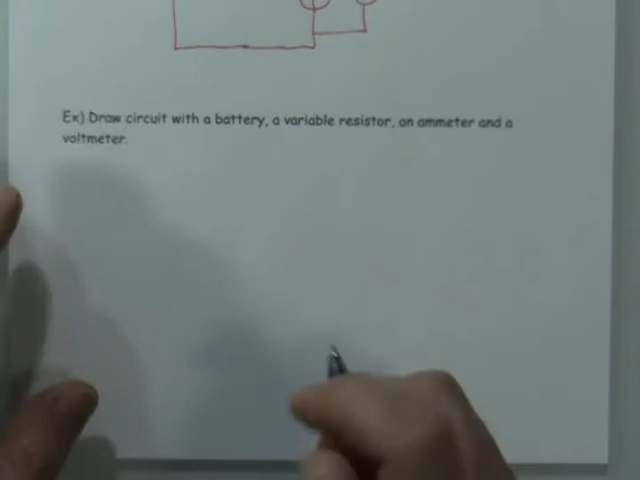 Ex) Draw circuit with a battery, a variable resistor, an ammeter and a
voltmeter.